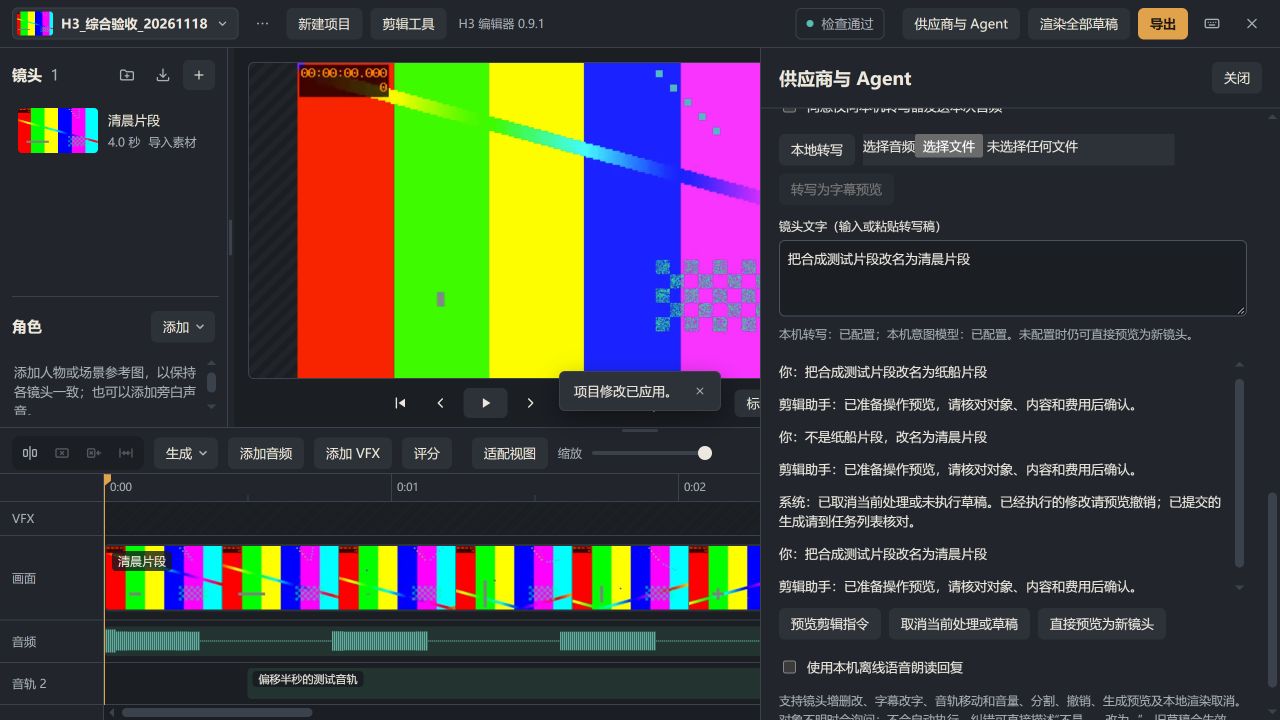 H3_综合验收_20261118
新建项目
剪辑工具
H3 编辑器 0.9.1
检查通过
供应商与 Agent
渲染全部草稿
导出
镜头 1
清晨片段
4.0 秒 导入素材
角色
添加
添加人物或场景参考图，以保持
各镜头一致；也可以添加旁白声
音。
00:00:00.000
0
项目修改已应用。
标
供应商与 Agent
关闭
本地转写
选择音频 选择文件 未选择任何文件
转写为字幕预览
镜头文字（输入或粘贴转写稿）
把合成测试片段改名为清晨片段
本机转写：已配置，本机意图模型：已配置。未配置时仍可直接预览为新镜头。
你：把合成测试片段改名为纸船片段
剪辑助手：已准备操作预览，请核对对象、内容和费用后确认。
你：不是纸船片段，改名为清晨片段
剪辑助手：已准备操作预览，请核对对象、内容和费用后确认。
系统：已取消当前处理或未执行草稿。已经执行的修改请预览撤销；已提交的
生成请到任务列表核对。
你：把合成测试片段改名为清晨片段
剪辑助手：已准备操作预览，请核对对象、内容和费用后确认。
预览剪辑指令
取消当前处理或草稿
直接预览为新镜头
使用本机离线语音朗读回复
支持镜头增删改、字幕改字、音轨移动和音量、分割、撤销、生成预览及本地渲染取消。
生成
添加音频
添加 VFX
评分
适配视图
缩放
0:00
0:01
0:02
VFX
画面
清晨片段
音频
音轨 2
偏移半秒的测试音轨